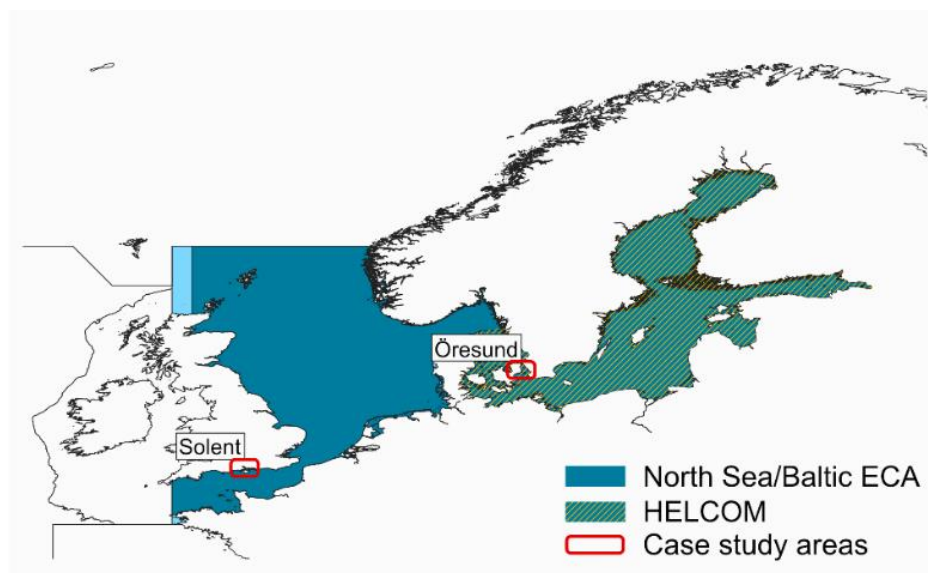 Öresund
Solent
North Sea/Baltic ECA
HELCOM
Case study areas